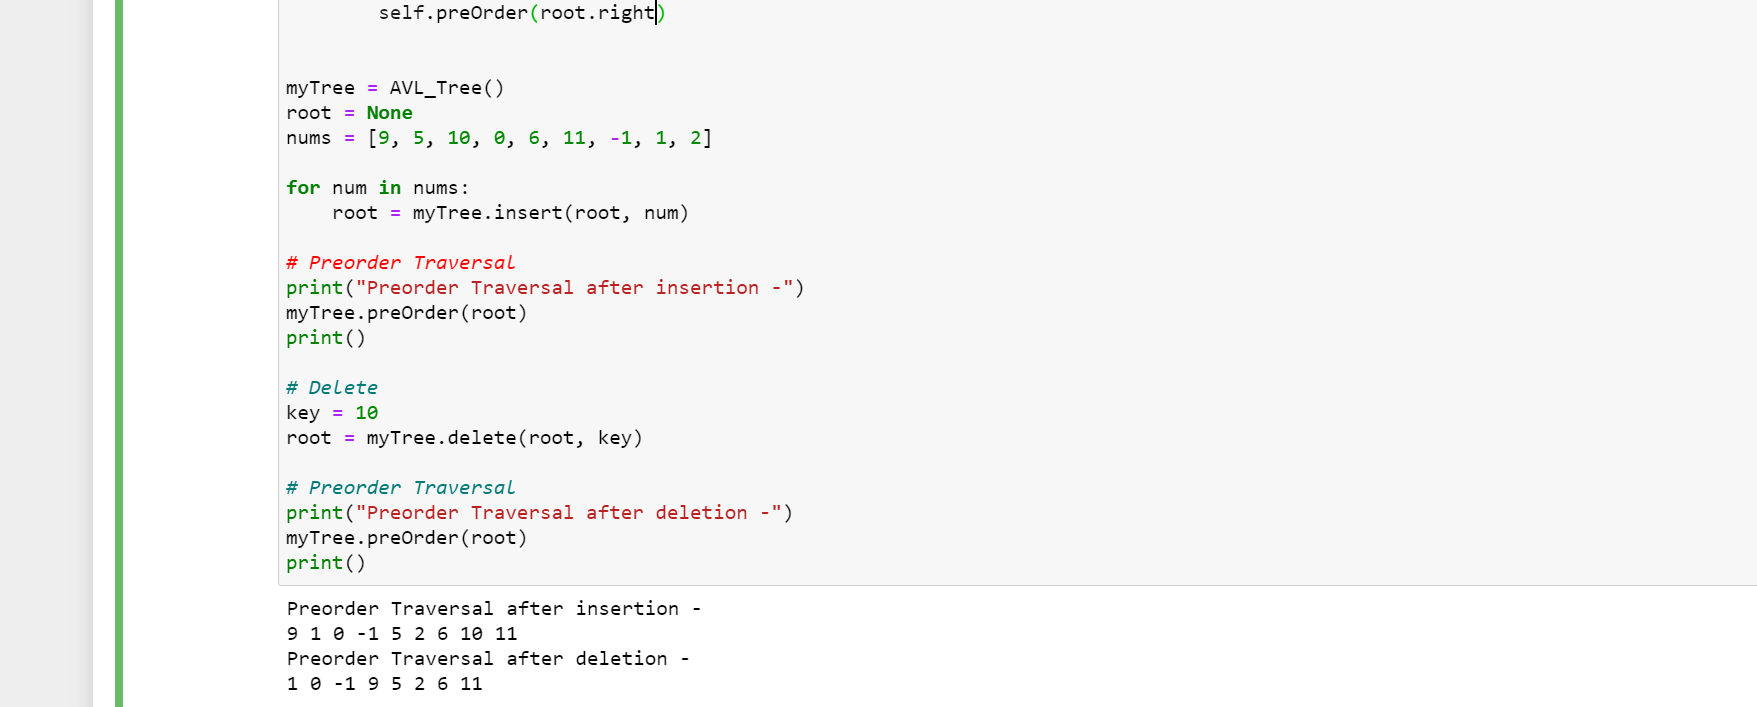 self.preOrder(root.right)
myTree = AVL_Tree()
root = None
nums = [9, 5, 10, 0, 6, 11, -1, 1, 2]
for num in nums:
    root = myTree.insert(root, num)
# Preorder Traversal
print("Preorder Traversal after insertion -")
myTree.preOrder(root)
print()
# Delete
key = 10
root = myTree.delete(root, key)
# Preorder Traversal
print("Preorder Traversal after deletion -")
myTree.preOrder(root)
print()
Preorder Traversal after insertion -
9 1 0 -1 5 2 6 10 11
Preorder Traversal after deletion -
1 0 -1 9 5 2 6 11